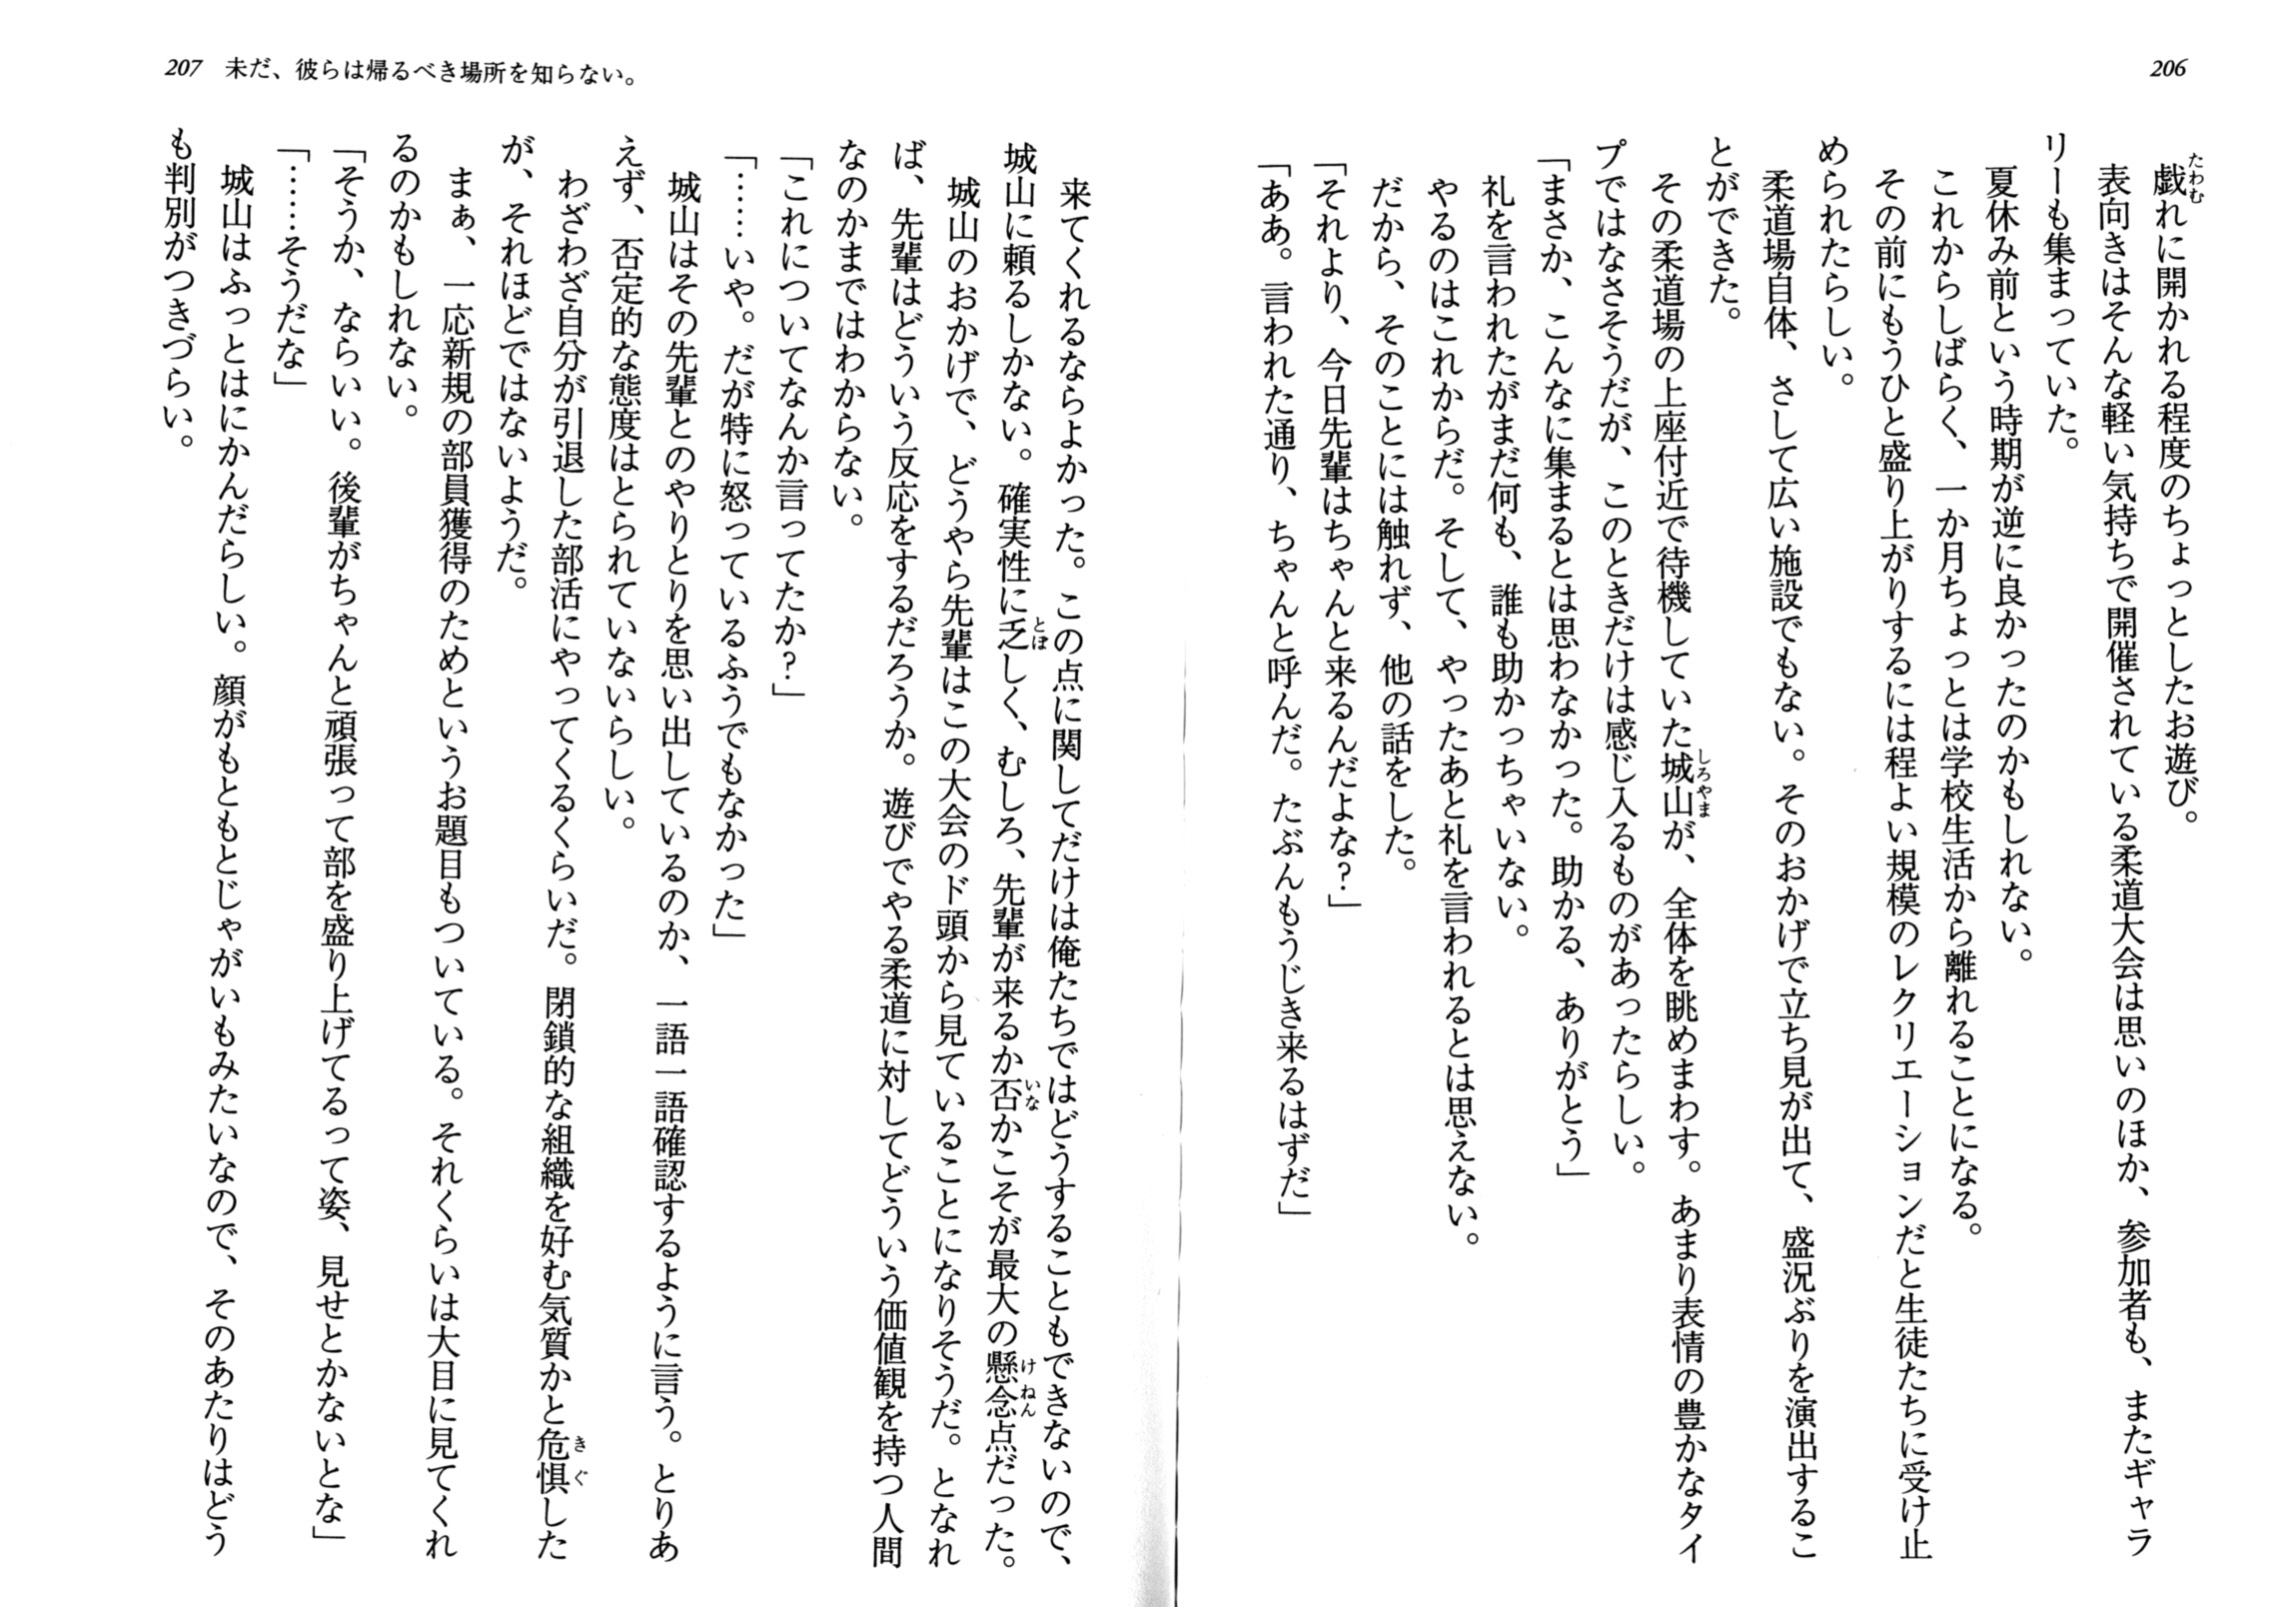 206
戯れに開かれる程度のちょっとしたお遊び。
表向きはそんな軽い気持ちで開催されている柔道大会は思いのほか、参加者も、またギャラ
リーも集まっていた。
夏休み前という時期が逆に良かったのかもしれない。
これからしばらく、一か月ちょっとは学校生活から離れることになる。
その前にもうひと盛り上がりするには程よい規模のレクリエーションだと生徒たちに受け止
められたらしい。
柔道場自体、さして広い施設でもない。そのおかげで立ち見が出て、盛況ぶりを演出するこ
とができた。
その柔道場の上座付近で待機していた城山が、全体を眺めまわす。あまり表情の豊かなタイ
プではなさそうだが、このときだけは感じ入るものがあったらしい。
「まさか、こんなに集まるとは思わなかった。助かる、ありがとう」
礼を言われたがまだ何も、誰も助かっちゃいない。
やるのはこれからだ。そして、やったあと礼を言われるとは思えない。
だから、そのことには触れず、他の話をした。
「それより、今日先輩はちゃんと来るんだよな?」
「ああ。言われた通り、ちゃんと呼んだ。たぶんもうじき来るはずだ」
207 未だ、彼らは帰るべき場所を知らない。
来てくれるならよかった。この点に関してだけは俺たちではどうすることもできないので、
城山に頼るしかない。確実性に乏しく、むしろ、先輩が来るか否かこそが最大の懸念点だった。
城山のおかげで、どうやら先輩はこの大会のド頭から見ていることになりそうだ。となれ
ば、先輩はどういう反応をするだろうか。遊びでやる柔道に対してどういう価値観を持つ人間
なのかまではわからない。
「これについてなんか言ってたか?」
「……いや。だが特に怒っているふうでもなかった」
城山はその先輩とのやりとりを思い出しているのか、一語一語確認するように言う。とりあ
えず、否定的な態度はとられていないらしい。
わざわざ自分が引退した部活にやってくるくらいだ。閉鎖的な組織を好む気質かと危惧した
が、それほどではないようだ。
まぁ、一応新規の部員獲得のためというお題目もついている。それくらいは大目に見てくれ
るのかもしれない。
「そうか、ならいい。後輩がちゃんと頑張って部を盛り上げてるって姿、見せとかないとな」
「……そうだな」
城山はふっとはにかんだらしい。顔がもともとじゃがいもみたいなので、そのあたりはどう
も判別がつきづらい。